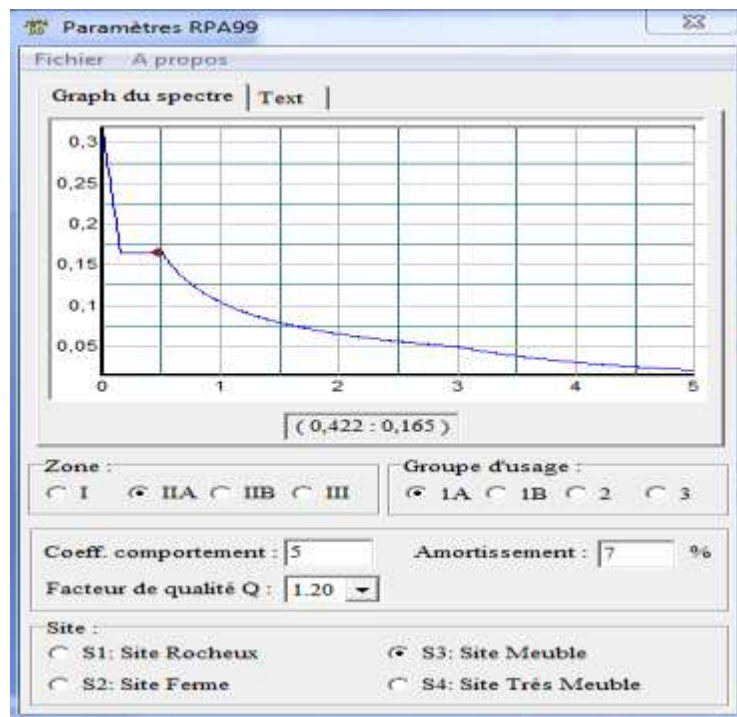 Paramètres RPA99
Fichier A propos
Graph du spectre Text
0,3
0,25
0,2
0,15
0,1
0,05
0 1 2 3 4 5
( 0,422 : 0,165 )
Zone : Groupe d'usage :
I IIA IIB III 1A 1B 2 3
Coeff. comportement : 5 Amortissement : 7 %
Facteur de qualité Q : 1.20
Site :
S1: Site Rocheux S3: Site Meuble
S2: Site Ferme S4: Site Trés Meuble